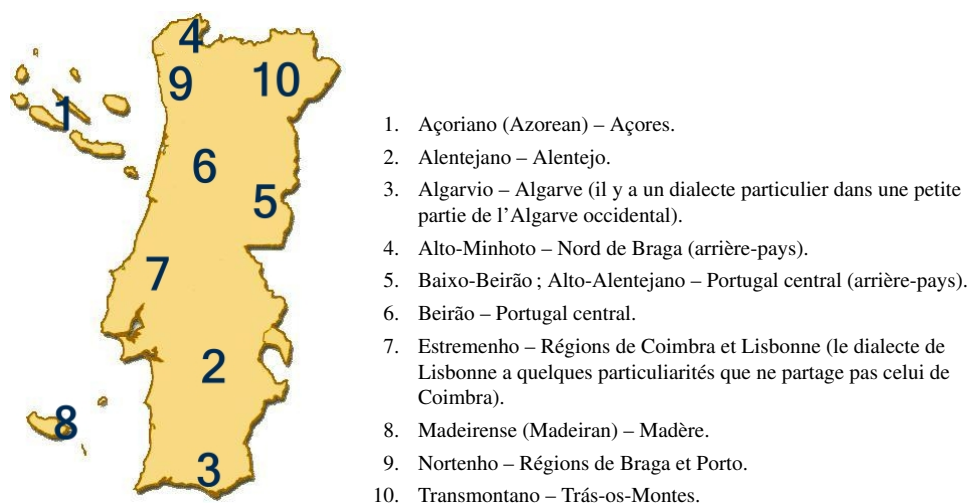 4
9
10
1
6
5
7
2
8
3
1. Açoriano (Azorean) – Açores.
2. Alentejano – Alentejo.
3. Algarvio – Algarve (il y a un dialecte particulier dans une petite
partie de l’Algarve occidental).
4. Alto-Minhoto – Nord de Braga (arrière-pays).
5. Baixo-Beirão ; Alto-Alentejano – Portugal central (arrière-pays).
6. Beirão – Portugal central.
7. Estremenho – Régions de Coimbra et Lisbonne (le dialecte de
Lisbonne a quelques particuliarités que ne partage pas celui de
Coimbra).
8. Madeirense (Madeiran) – Madère.
9. Nortenho – Régions de Braga et Porto.
10. Transmontano – Trás-os-Montes.